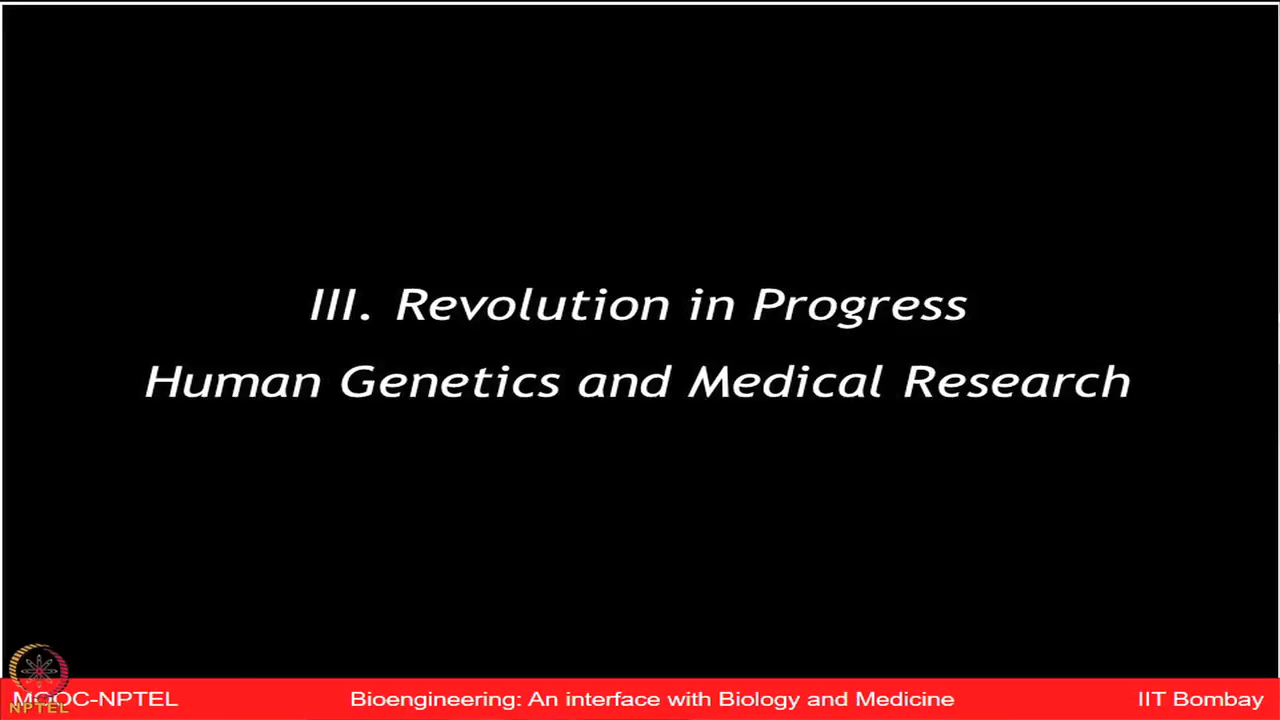 III. Revolution in Progress
Human Genetics and Medical Research
MOOC-NPTEL Bioengineering: An interface with Biology and Medicine IIT Bombay
NPTEL